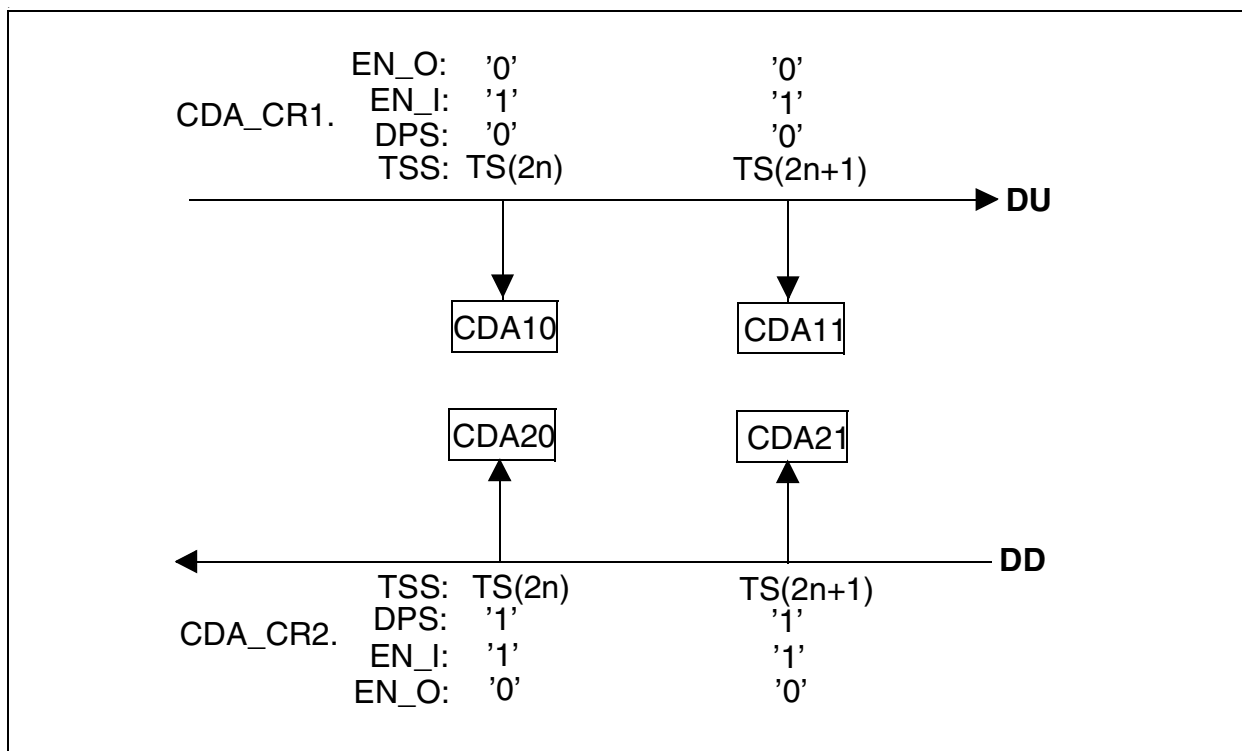 EN_O: '0' '0'
EN_I: '1' '1'
CDA_CR1.
DPS: '0' '0'
TSS: TS(2n) TS(2n+1)
DU
CDA10 CDA11
CDA20 CDA21
DD
TSS: TS(2n) TS(2n+1)
DPS: '1' '1'
CDA_CR2.
EN_I: '1' '1'
EN_O: '0' '0'